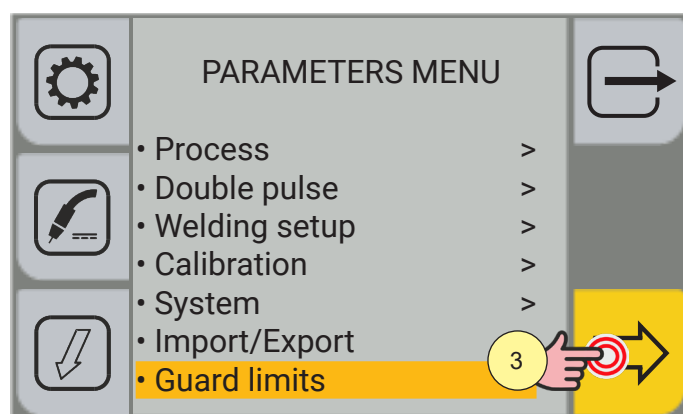 PARAMETERS MENU
• Process >
• Double pulse >
• Welding setup >
• Calibration >
• System >
• Import/Export
• Guard limits
3